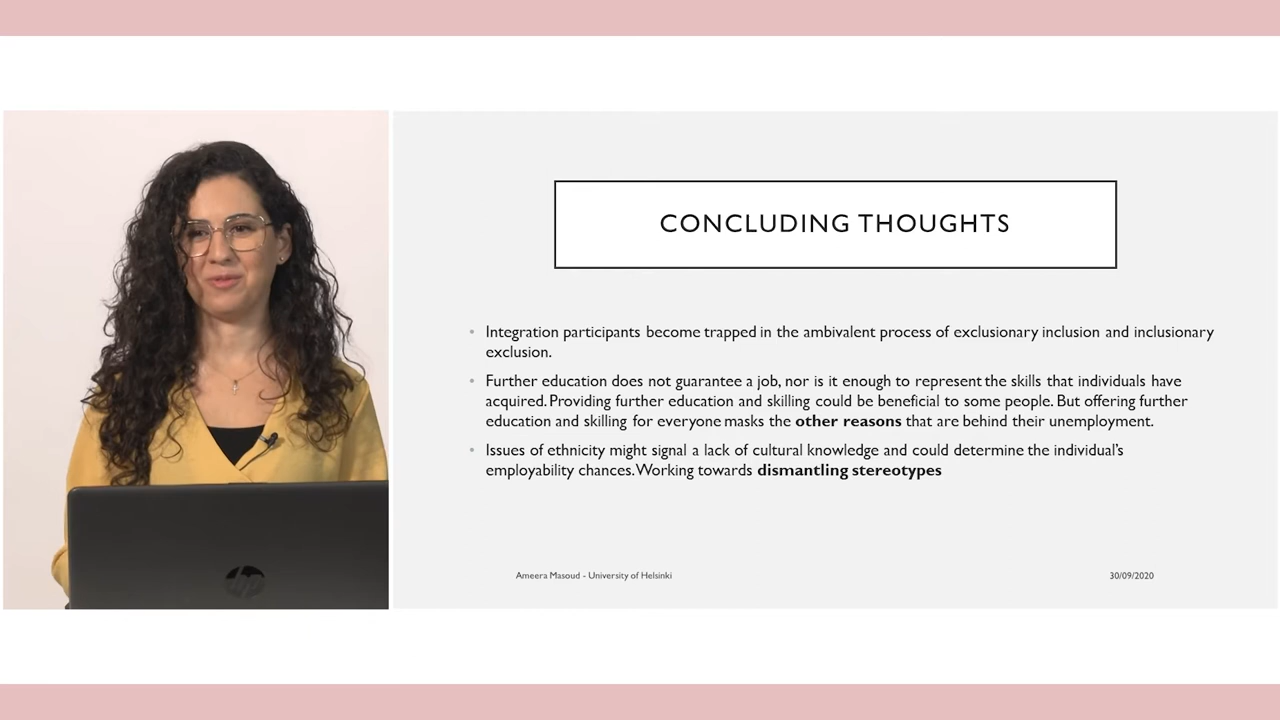 CONCLUDING THOUGHTS
• Integration participants become trapped in the ambivalent process of exclusionary inclusion and inclusionary
exclusion.
• Further education does not guarantee a job, nor is it enough to represent the skills that individuals have
acquired. Providing further education and skilling could be beneficial to some people. But offering further
education and skilling for everyone masks the other reasons that are behind their unemployment.
• Issues of ethnicity might signal a lack of cultural knowledge and could determine the individual's
employability chances. Working towards dismantling stereotypes
Ameera Masoud - University of Helsinki
30/09/2020
hp